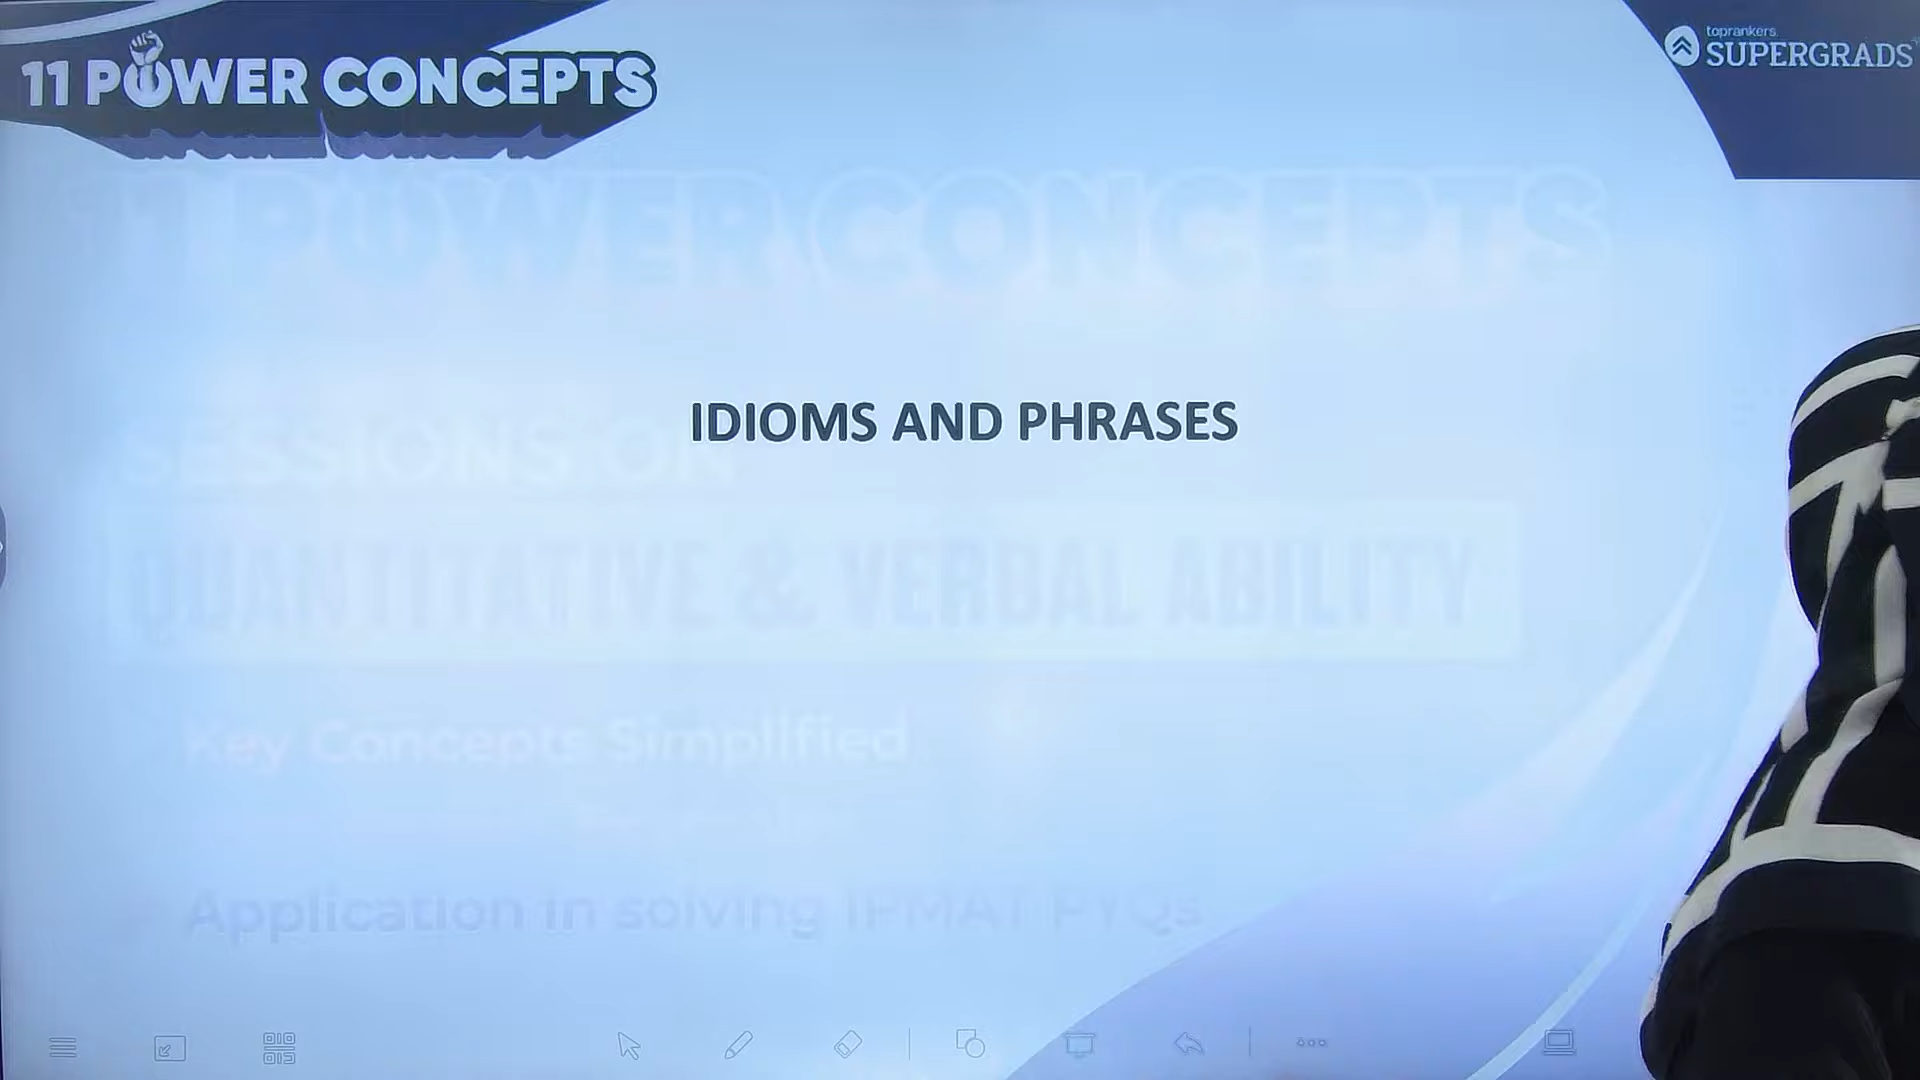 11 POWER CONCEPTS
toprankers
SUPERGRADS
11 POWER CONCEPTS
IDIOMS AND PHRASES
SESSIONS ON
QUANTITATIVE & VERBAL ABILITY
Key Concepts Simplified
Application in solving IPMAT PYQs